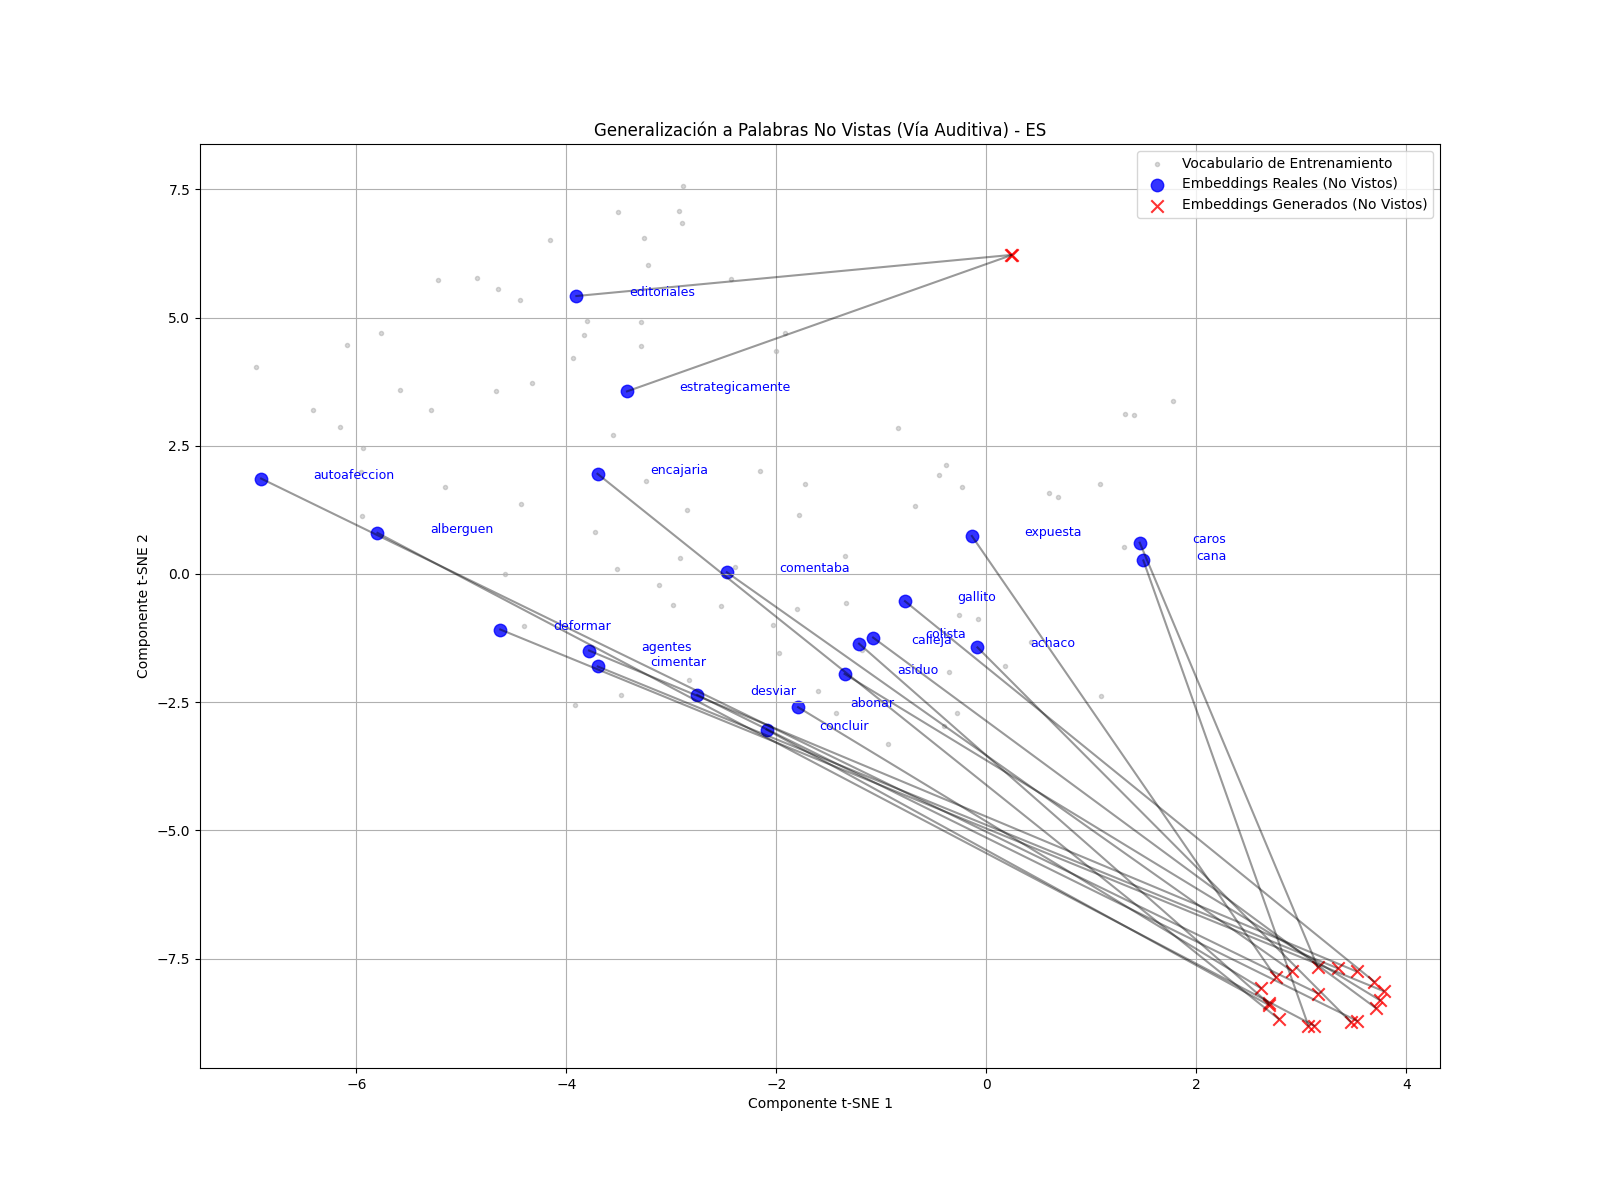 Generalización a Palabras No Vistas (Vía Auditiva) - ES
Vocabulario de Entrenamiento
Embeddings Reales (No Vistos)
Embeddings Generados (No Vistos)
7.5
5.0
2.5
0.0
−2.5
−5.0
−7.5
Componente t-SNE 2
editoriales
estrategicamente
encajaria
autoafeccion
alberguen
expuesta
caros
cana
comentaba
gallito
deformar
colista
calleja
achaco
agentes
cimentar
asiduo
desviar
abonar
concluir
−6
−4
−2
0
2
4
Componente t-SNE 1